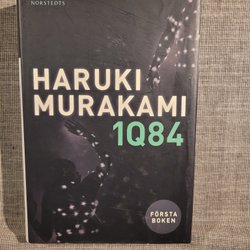 NORSTEDTS
HARUKI
MURAKAMI
1Q84
FÖRSTA
BOKEN